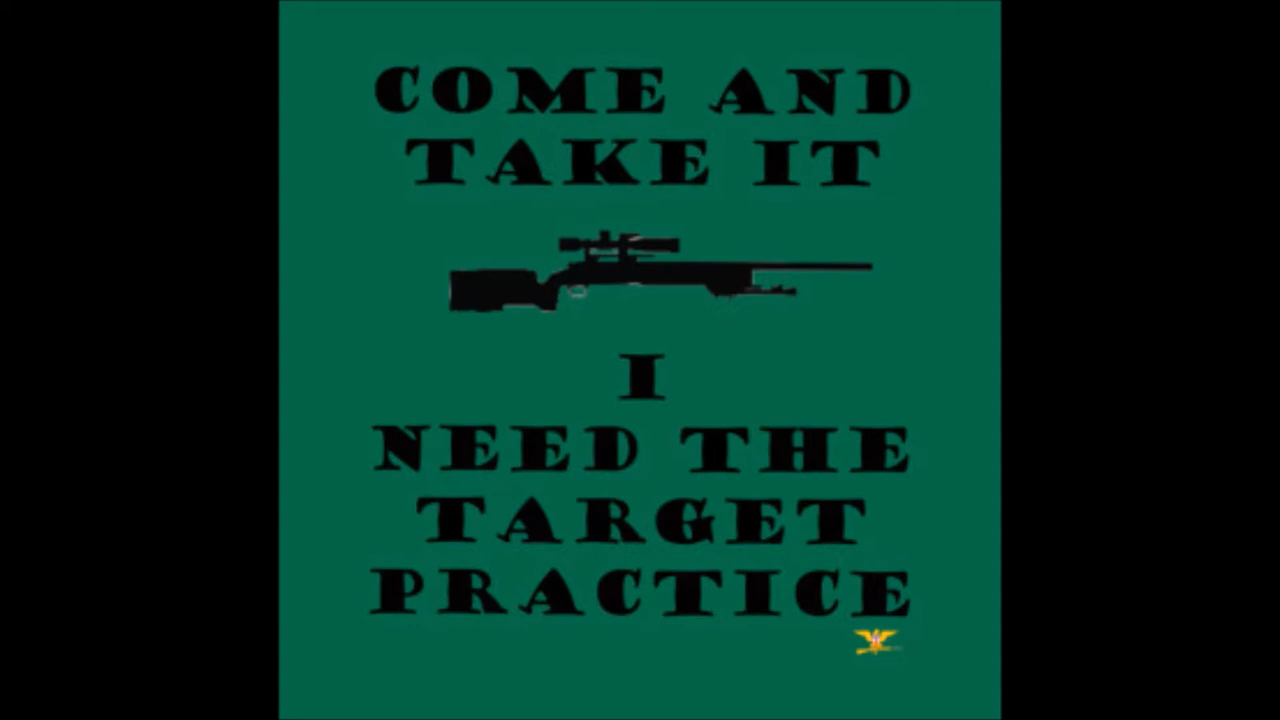 COME AND
TAKE IT
I
NEED THE
TARGET
PRACTICE